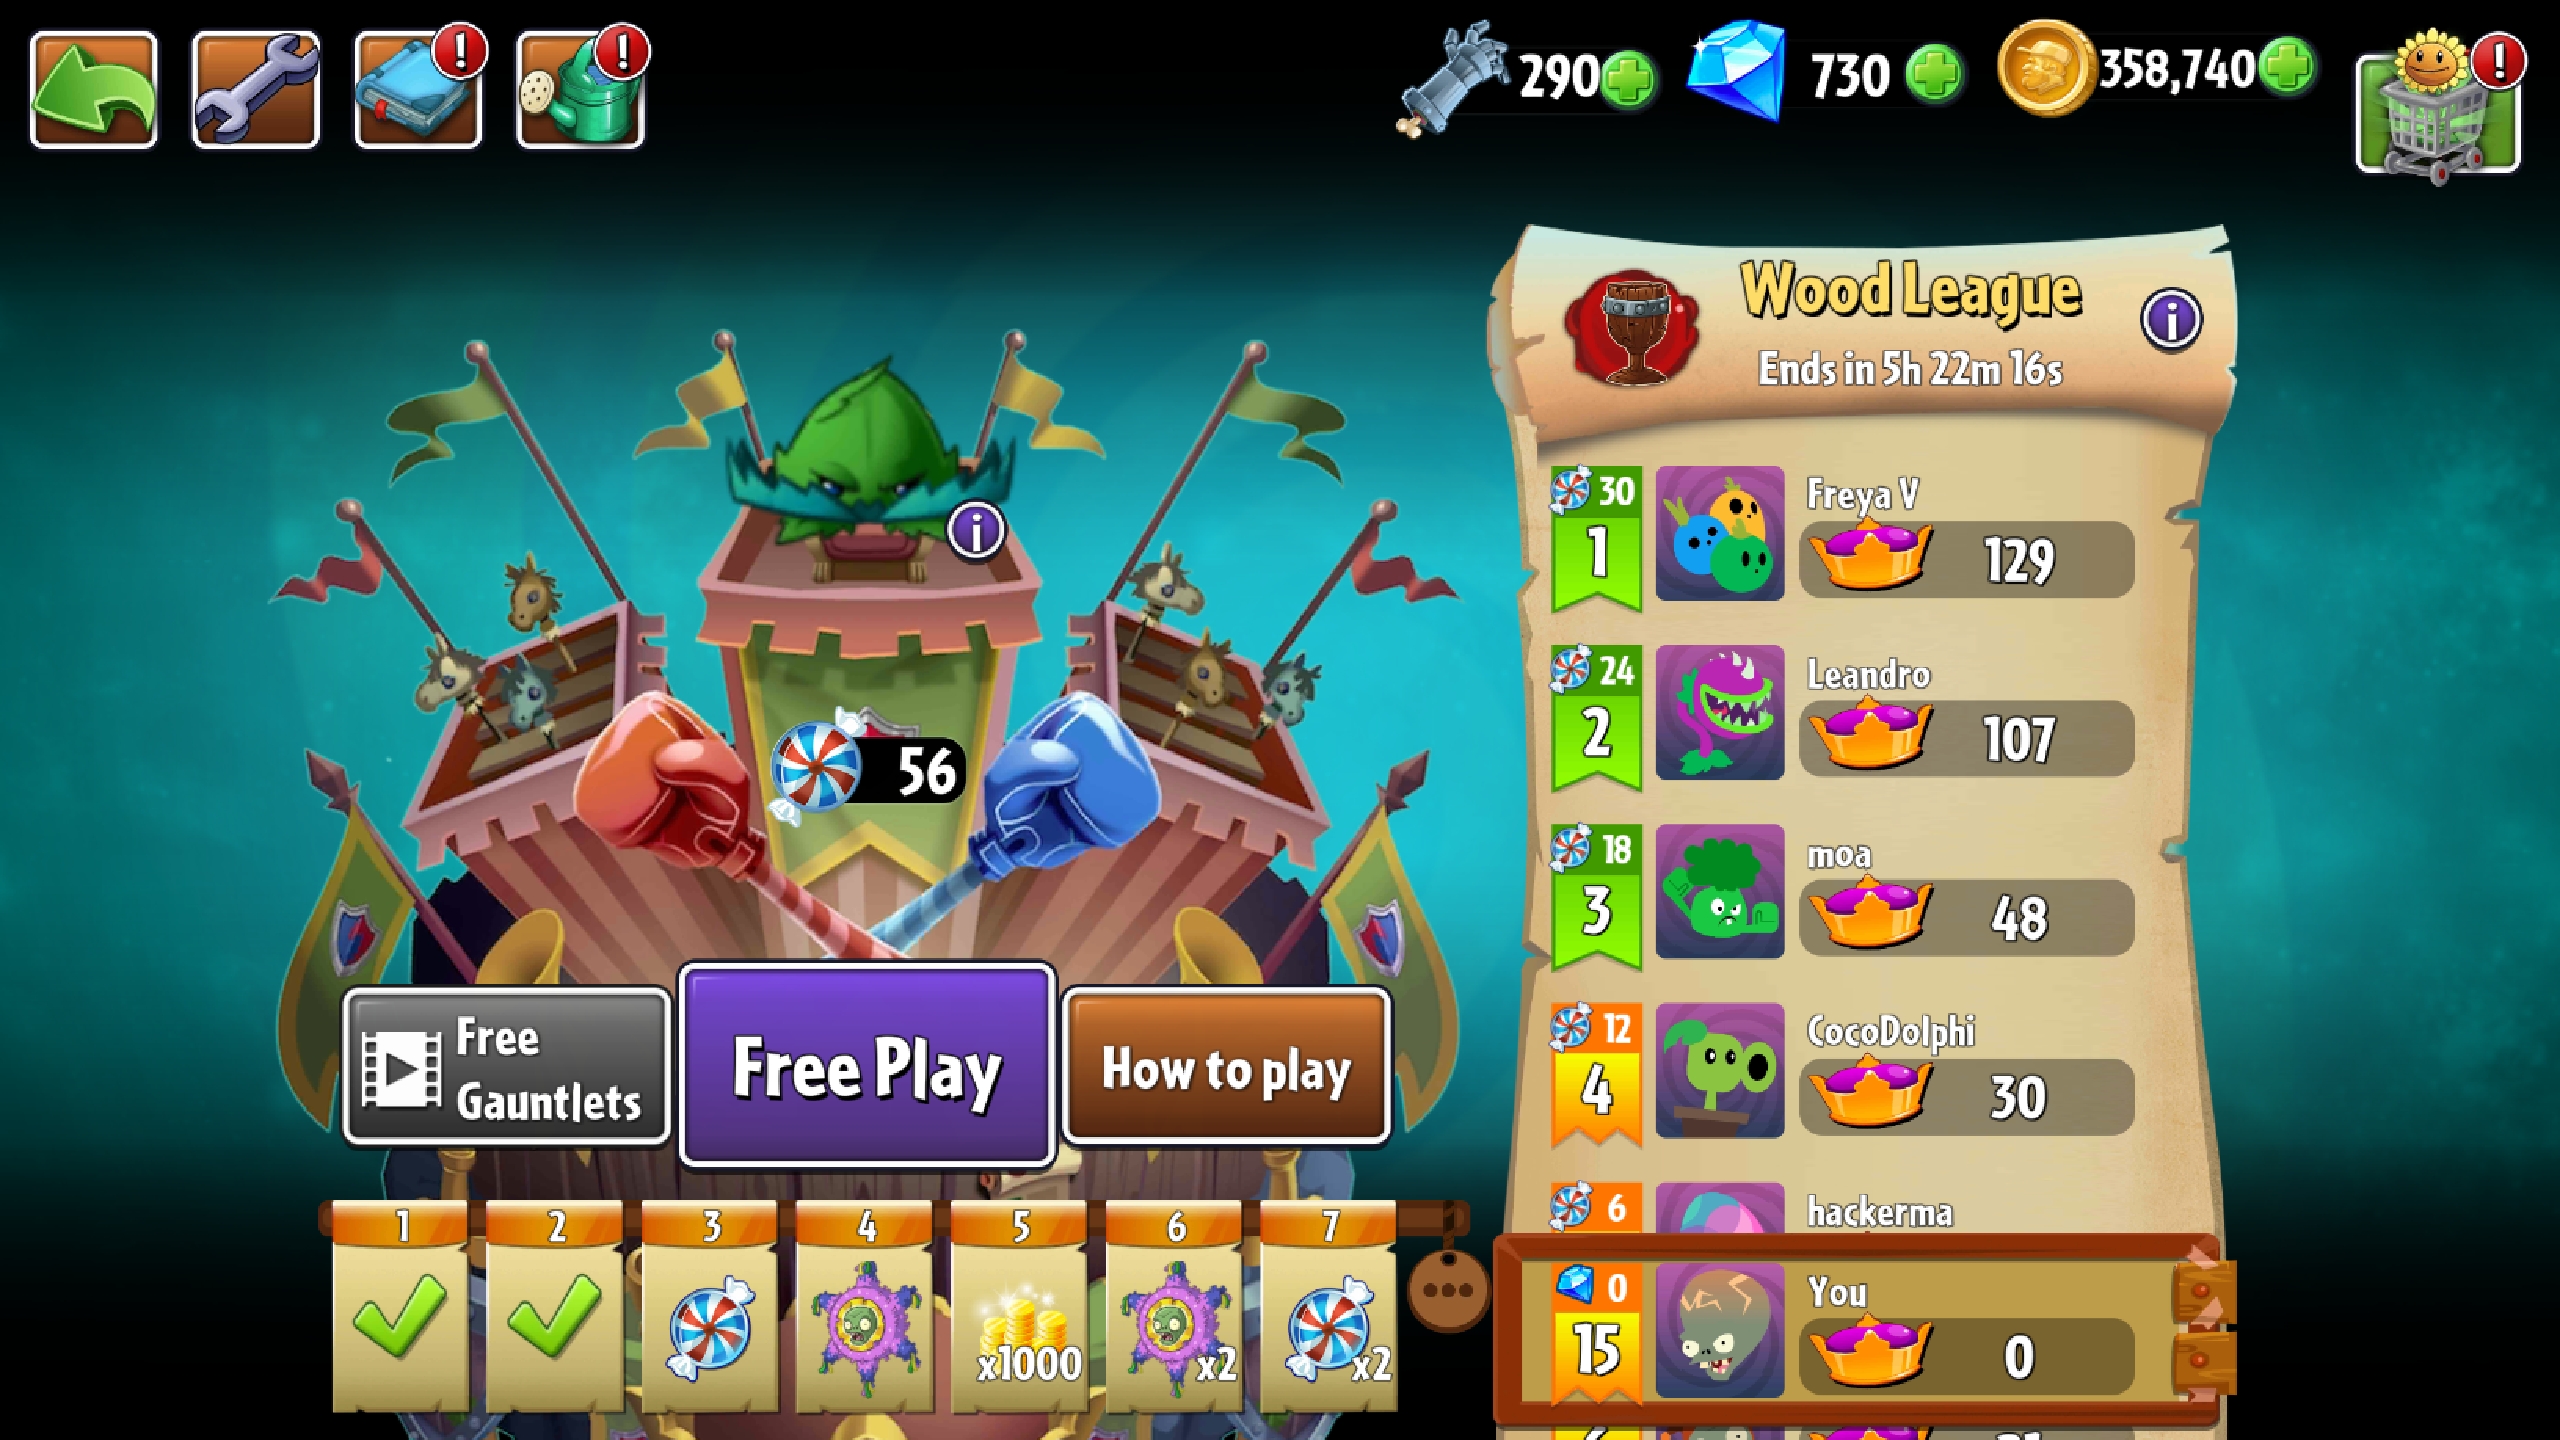 !
!
290
730
358,740
!
Wood League
Ends in 5h 22m 16s
i
30
1
Freya V
129
i
24
2
Leandro
107
56
18
3
moa
48
Free
Gauntlets
Free Play
How to play
12
4
CocoDolphi
30
6
hackerma
1
2
3
4
5
6
7
x1000
x2
x2
0
15
You
0